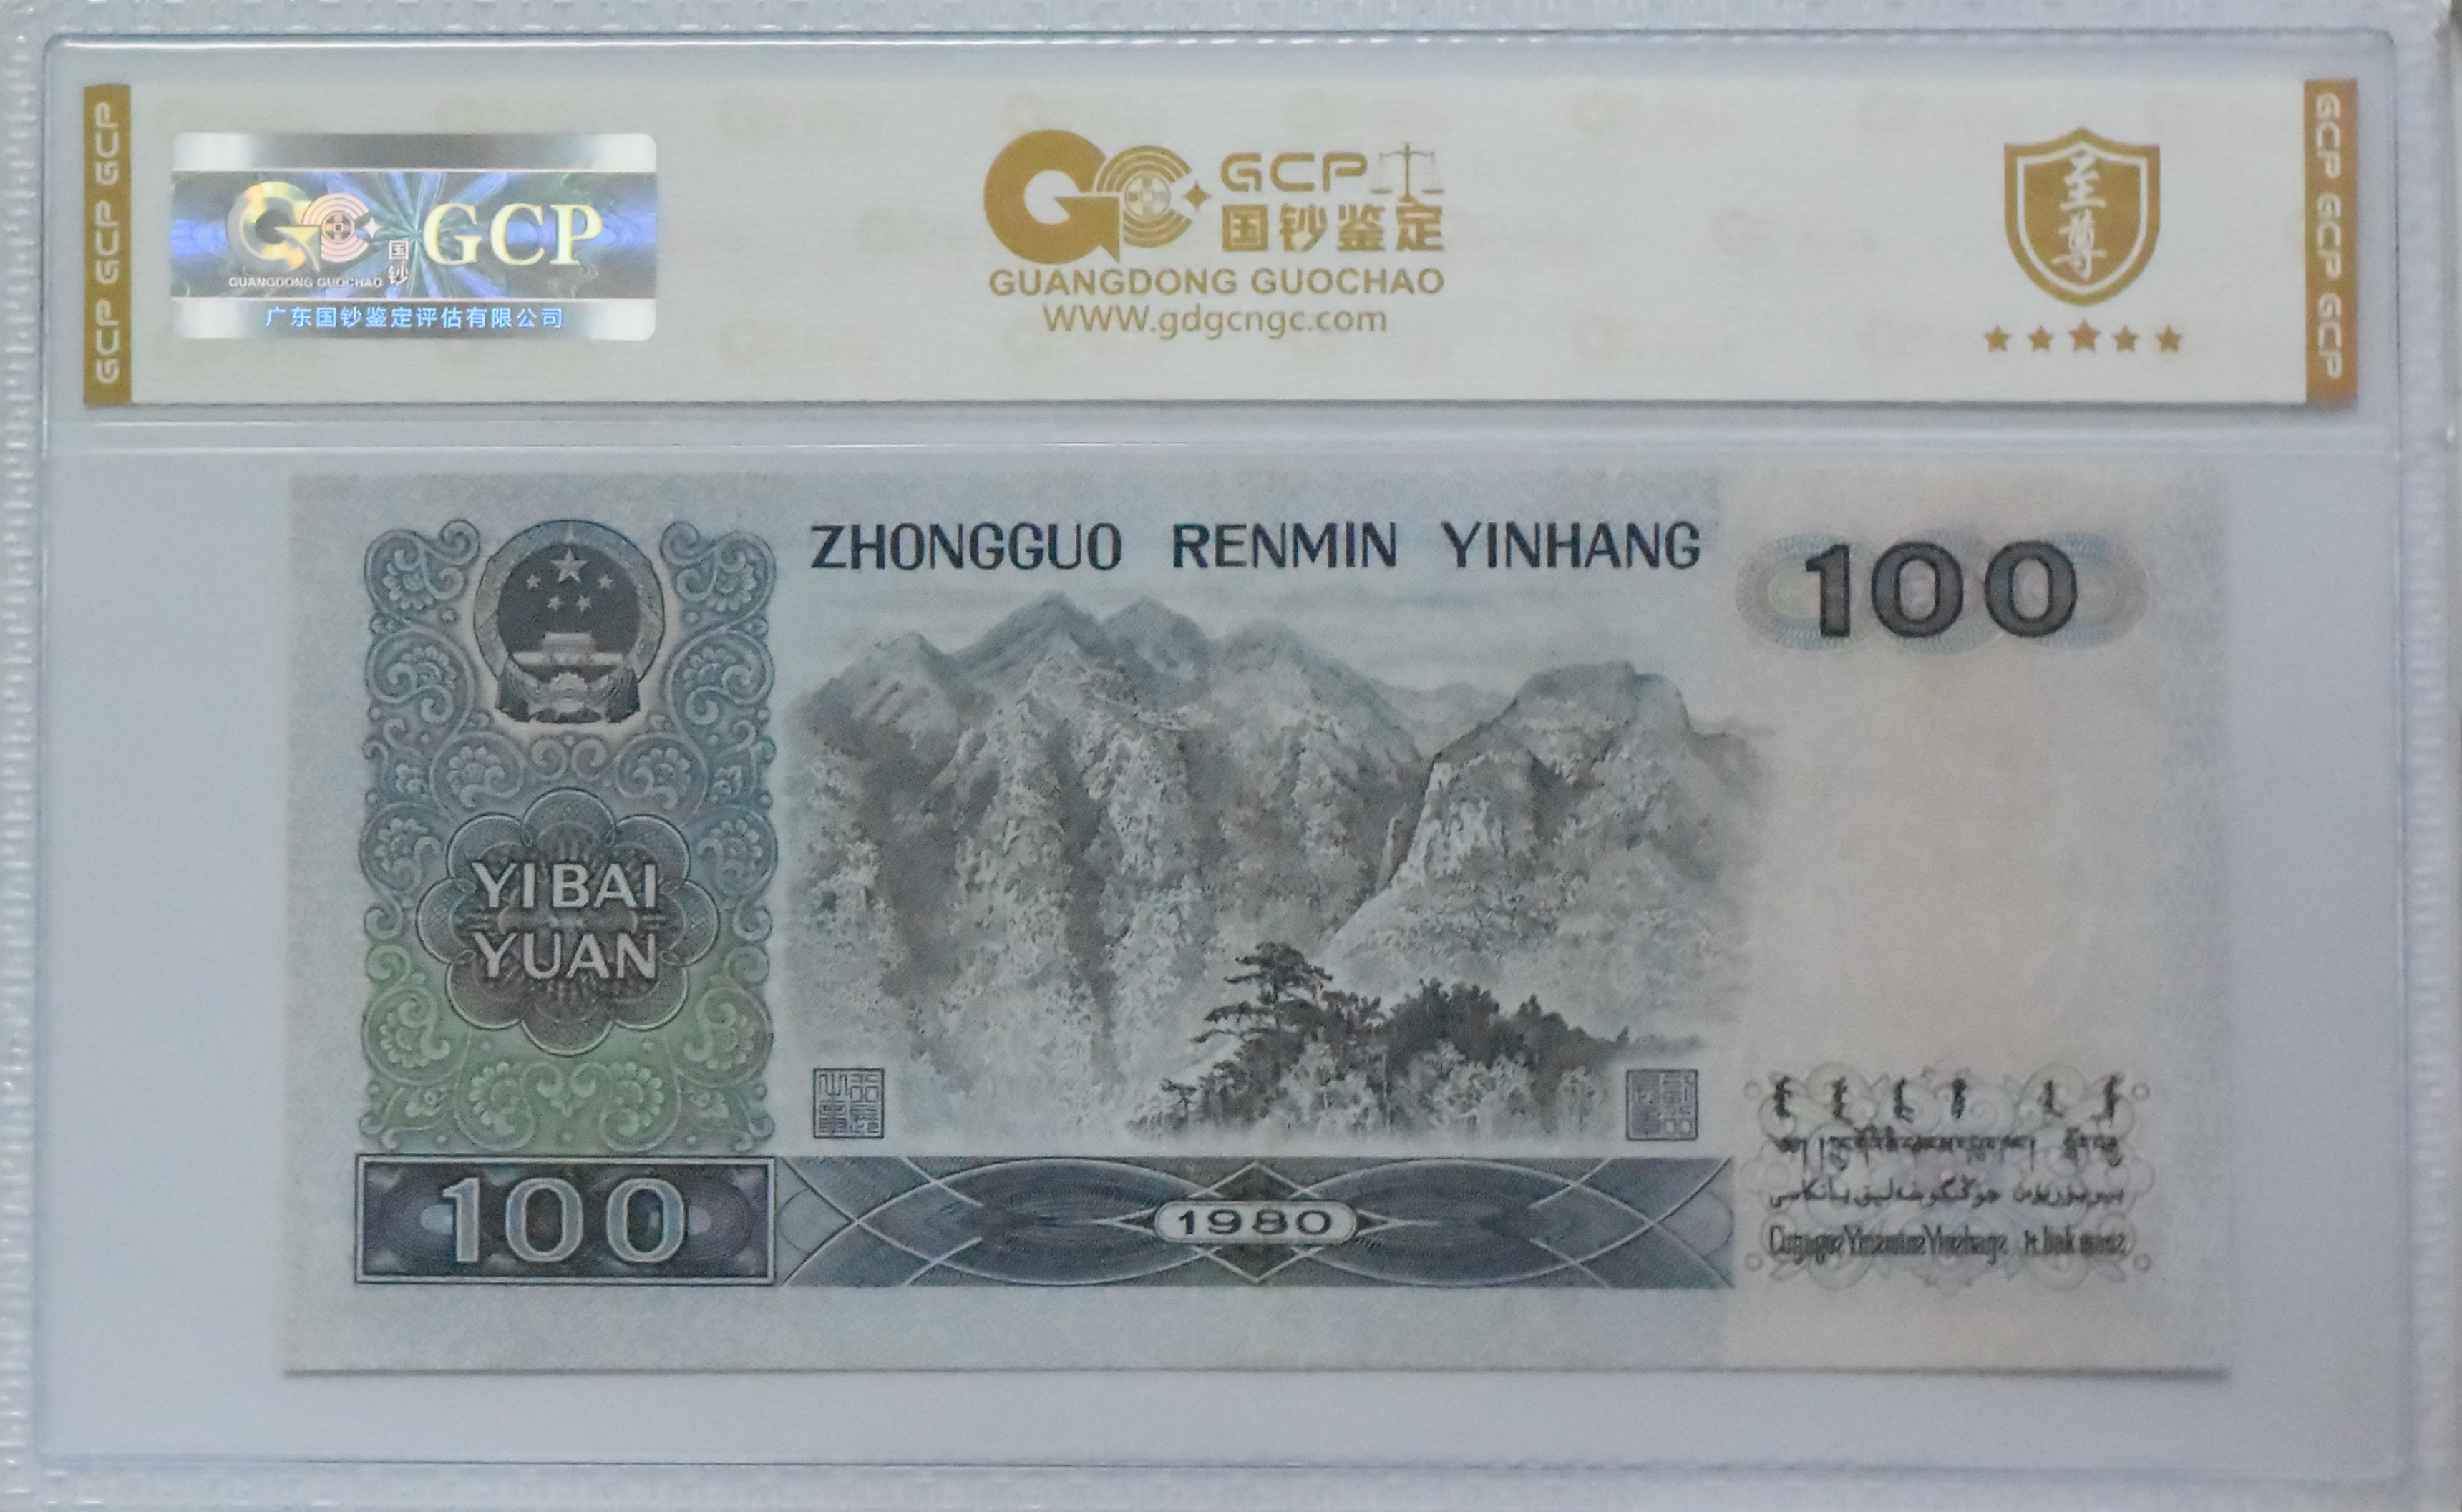 GCP GCP GCP
国钞
GCP
GUANGDONG GUOCHAO
广东国钞鉴定评估有限公司
GCP
国钞鉴定
GUANGDONG GUOCHAO
WWW.gdgcngc.com
至尊
GCP GCP GCP
ZHONGGUO RENMIN YINHANG
100
YI BAI
YUAN
100
1980